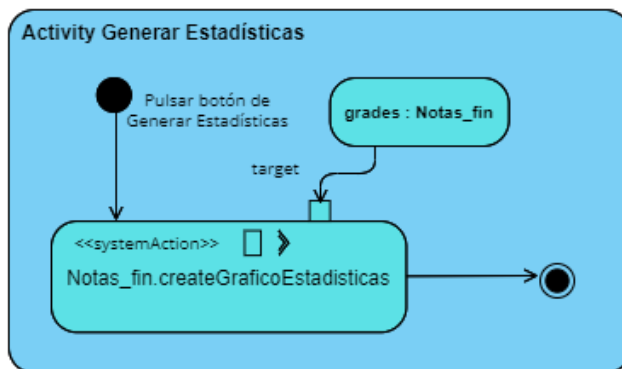 Activity Generar Estadísticas
Pulsar botón de
Generar Estadísticas
grades : Notas_fin
target
<<systemAction>>
Notas_fin.createGraficoEstadisticas